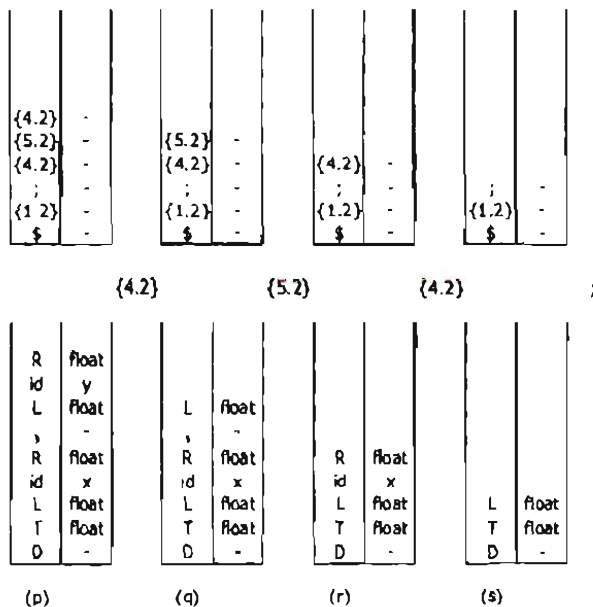 {4.2} -
{5.2} - {5.2} -
{4.2} - {4.2} - {4.2} -
; - ; - ; - ; -
{1.2} - {1.2} - {1.2} - {1.2} -
$ - $ - $ - $ -
{4.2} {5.2} {4.2} ;
R float
id y
L float L float
, - , -
R float R float R float
id x id x id x
L float L float L float L float
T float T float T float T float
D - D - D - D -
(p) (q) (r) (s)